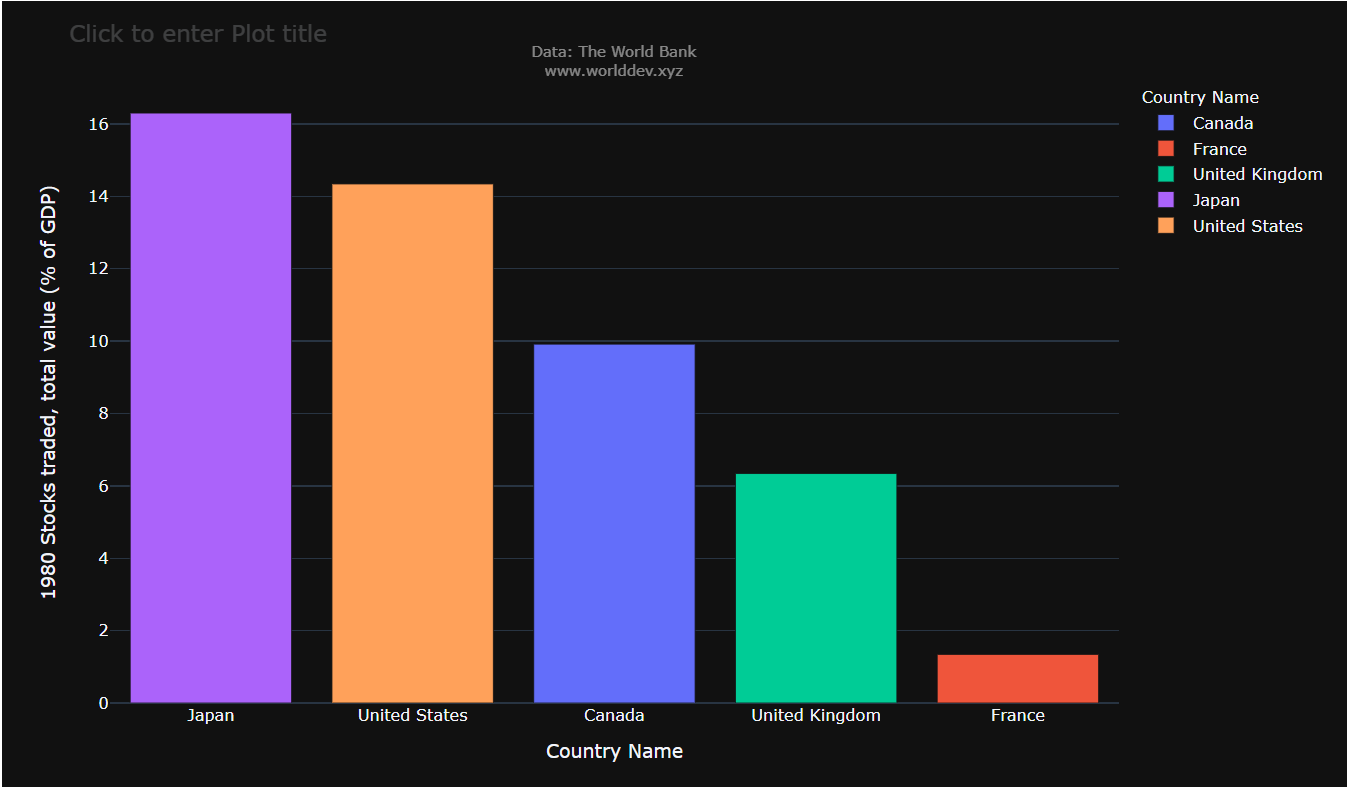 Click to enter Plot title
Data: The World Bank
www.worlddev.xyz
1980 Stocks traded, total value (% of GDP)
16
14
12
10
8
6
4
2
0
Japan
United States
Canada
United Kingdom
France
Country Name
Country Name
Canada
France
United Kingdom
Japan
United States